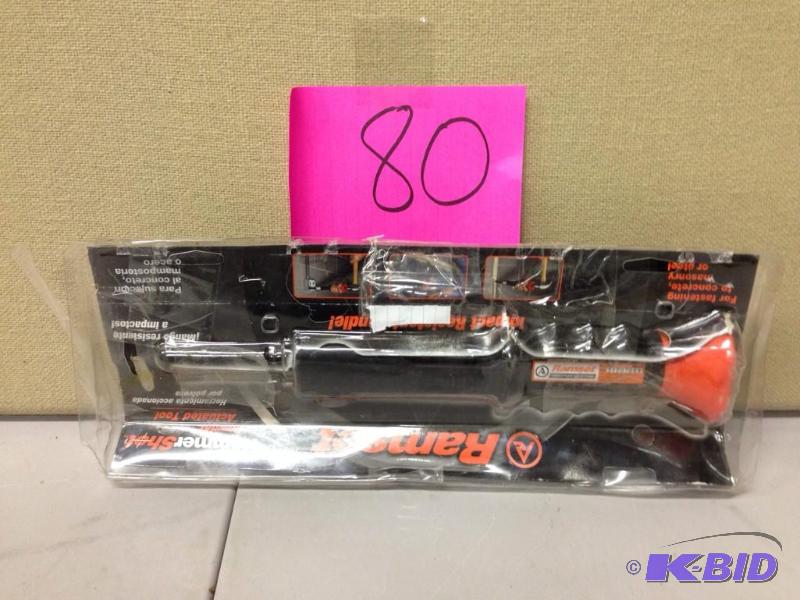 80
Para sujeción
al concreto,
mampostería
o acero
¡Mango resistente
a impactos!
Herramienta accionada
por pólvora
Actuated Tool
HammerShot
Ramset
Impact Resistant Handle!
For fastening
to concrete,
masonry
or steel
Ramset
© K-BID